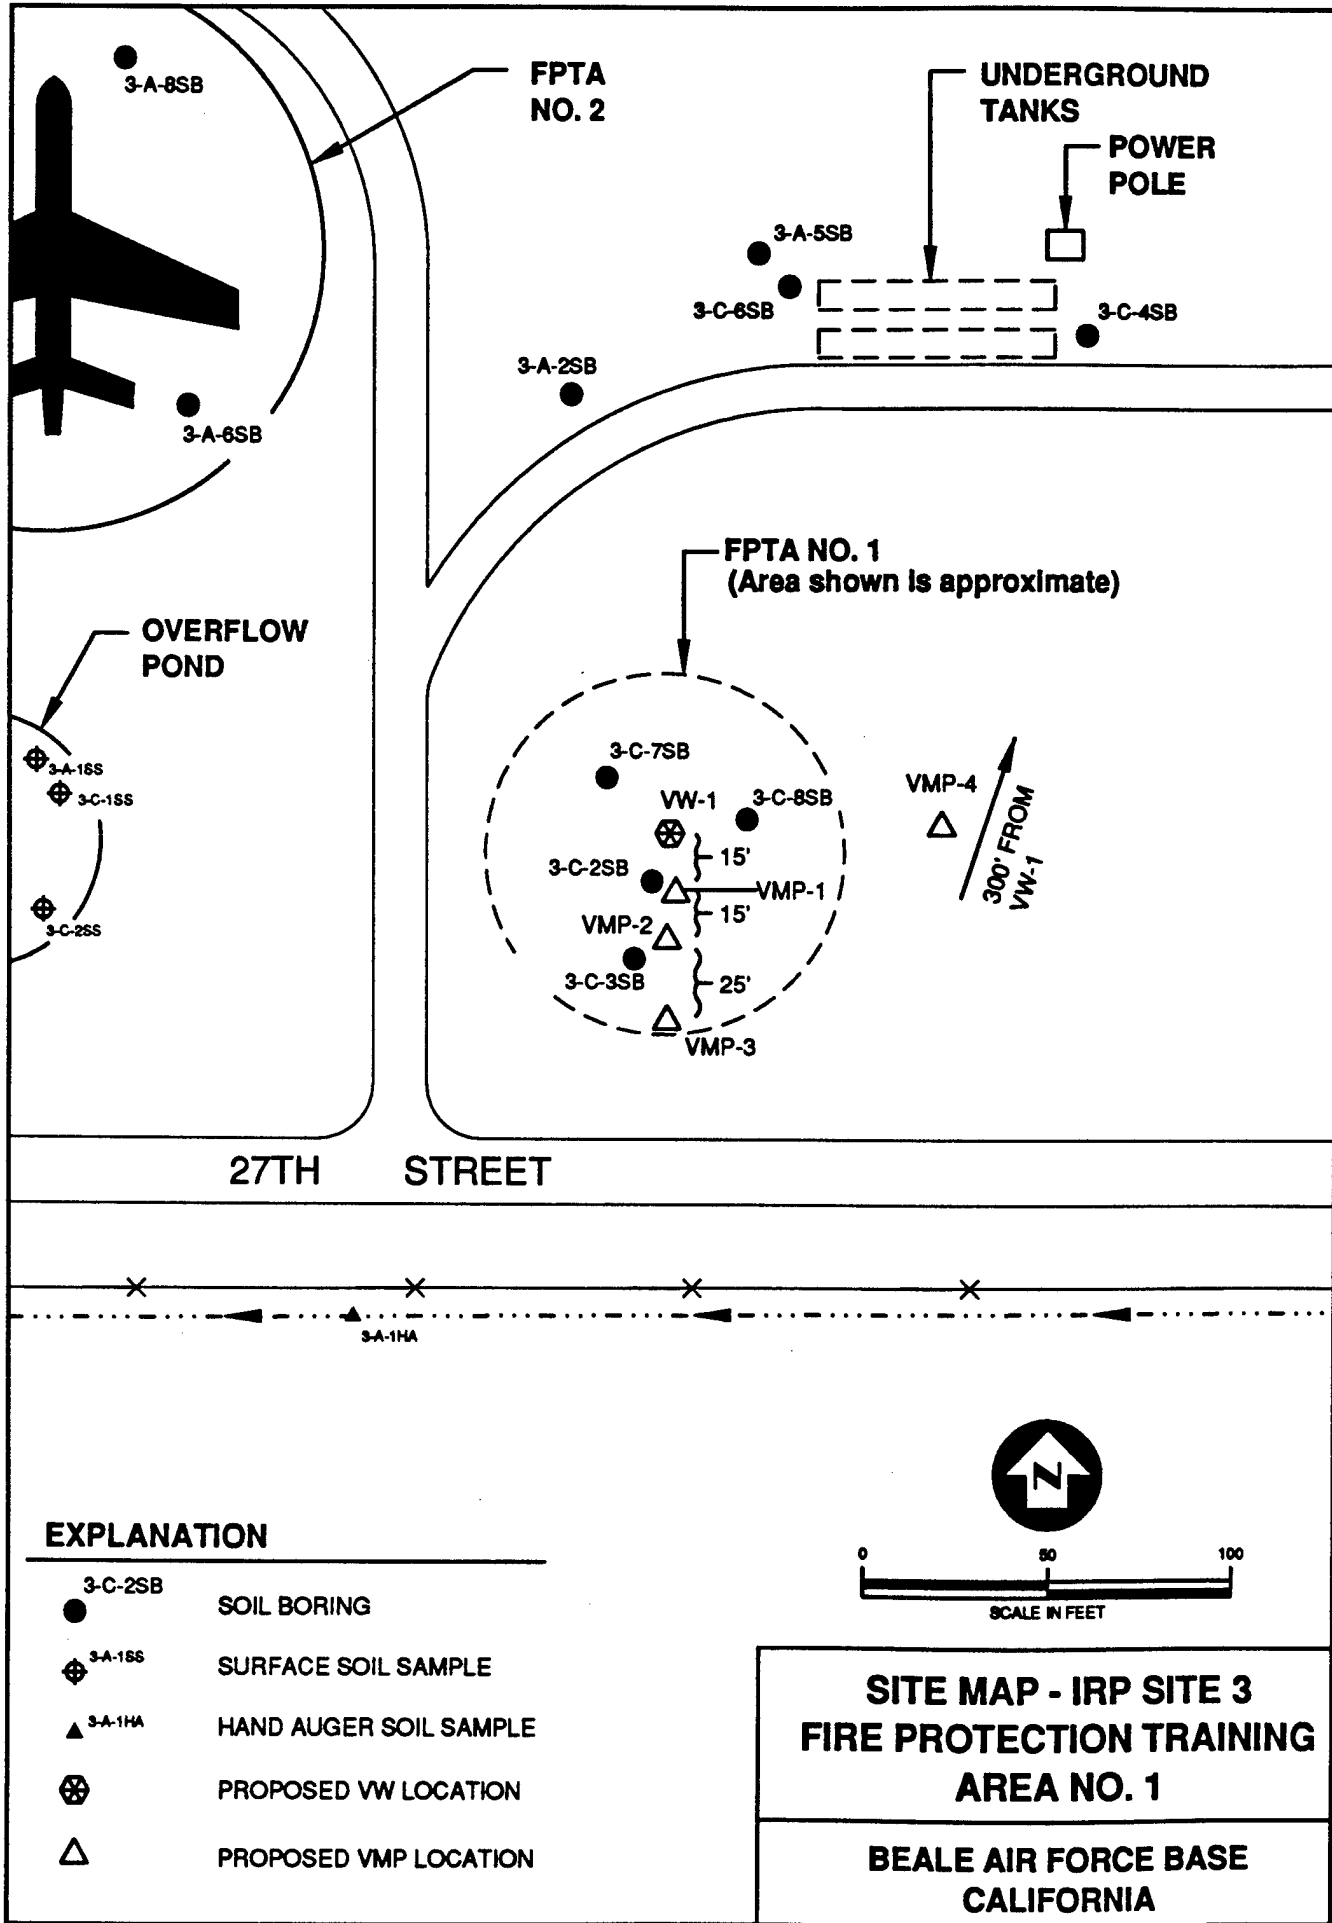 3-A-8SB
FPTA
NO. 2
UNDERGROUND
TANKS
POWER
POLE
3-A-5SB
3-C-6SB
3-C-4SB
3-A-2SB
3-A-6SB
FPTA NO. 1
(Area shown is approximate)
OVERFLOW
POND
3-A-1SS
3-C-1SS
3-C-2SS
3-C-7SB
VW-1
3-C-8SB
VMP-4
300' FROM
VW-1
15'
3-C-2SB
VMP-1
15'
VMP-2
3-C-3SB
25'
VMP-3
27TH STREET
3-A-1HA
N
EXPLANATION
3-C-2SB
SOIL BORING
3-A-1SS
SURFACE SOIL SAMPLE
3-A-1HA
HAND AUGER SOIL SAMPLE
PROPOSED VW LOCATION
PROPOSED VMP LOCATION
0 50 100
SCALE IN FEET
SITE MAP - IRP SITE 3
FIRE PROTECTION TRAINING
AREA NO. 1
BEALE AIR FORCE BASE
CALIFORNIA